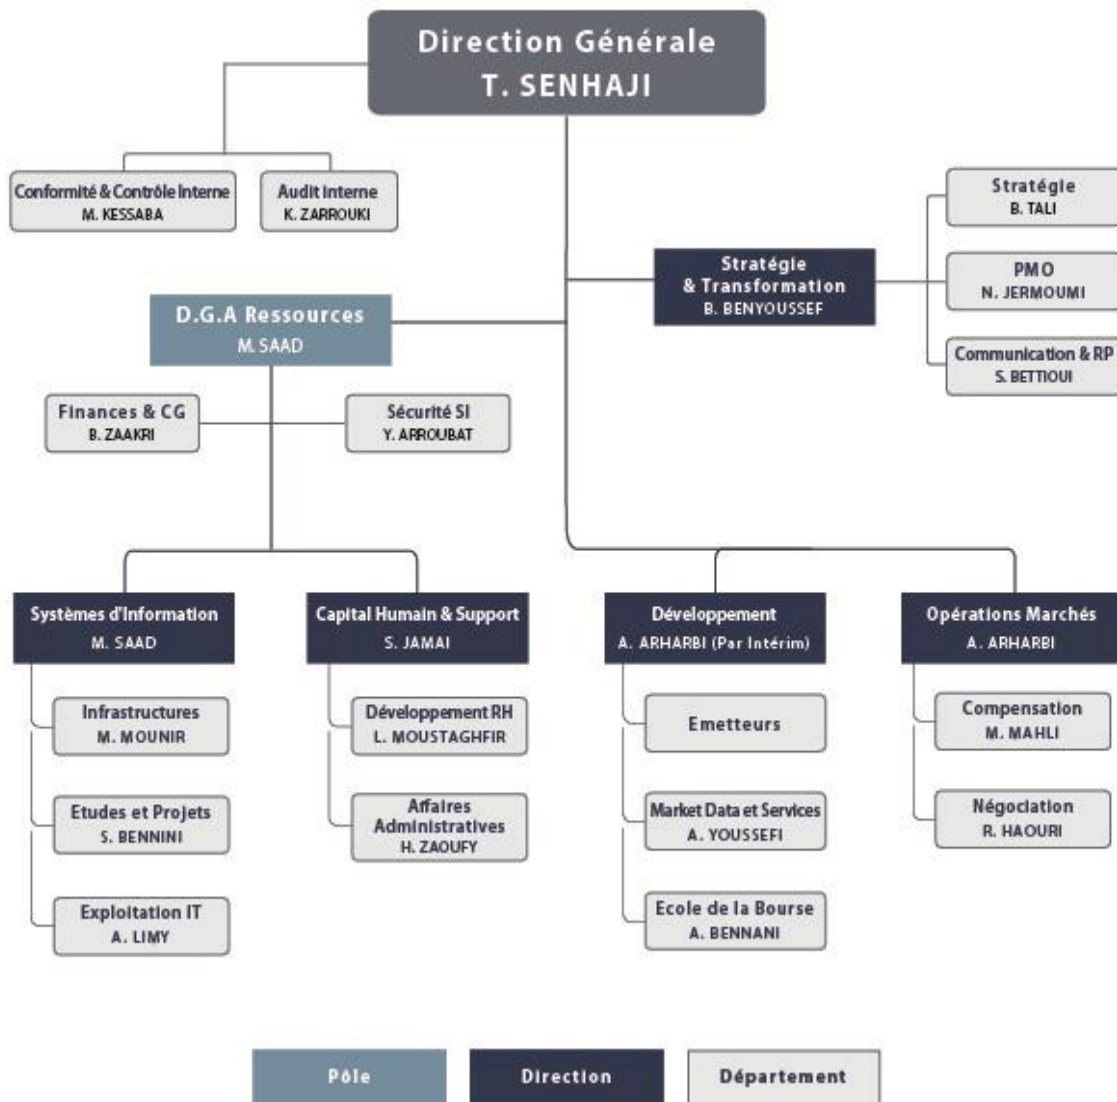 Direction Générale
T. SENHAJI
Conformité & Contrôle Interne
M. KESSABA
Audit interne
K. ZARROUKI
Stratégie
B. TALI
Stratégie
& Transformation
B. BENYOUSSEF
PMO
N. JERMOUMI
Communication & RP
S. BETTIOUI
D.G.A Ressources
M. SAAD
Finances & CG
B. ZAAKRI
Sécurité SI
Y. ARROUBAT
Systèmes d'Information
M. SAAD
Capital Humain & Support
S. JAMAI
Développement
A. ARHARBI (Par Intérim)
Opérations Marchés
A. ARHARBI
Infrastructures
M. MOUNIR
Etudes et Projets
S. BENNINI
Exploitation IT
A. LIMY
Développement RH
L. MOUSTAGHFIR
Affaires
Administratives
H. ZAOUFY
Emetteurs
Market Data et Services
A. YOUSSEFI
Ecole de la Bourse
A. BENNANI
Compensation
M. MAHLI
Négociation
R. HAOURI
Pôle
Direction
Département